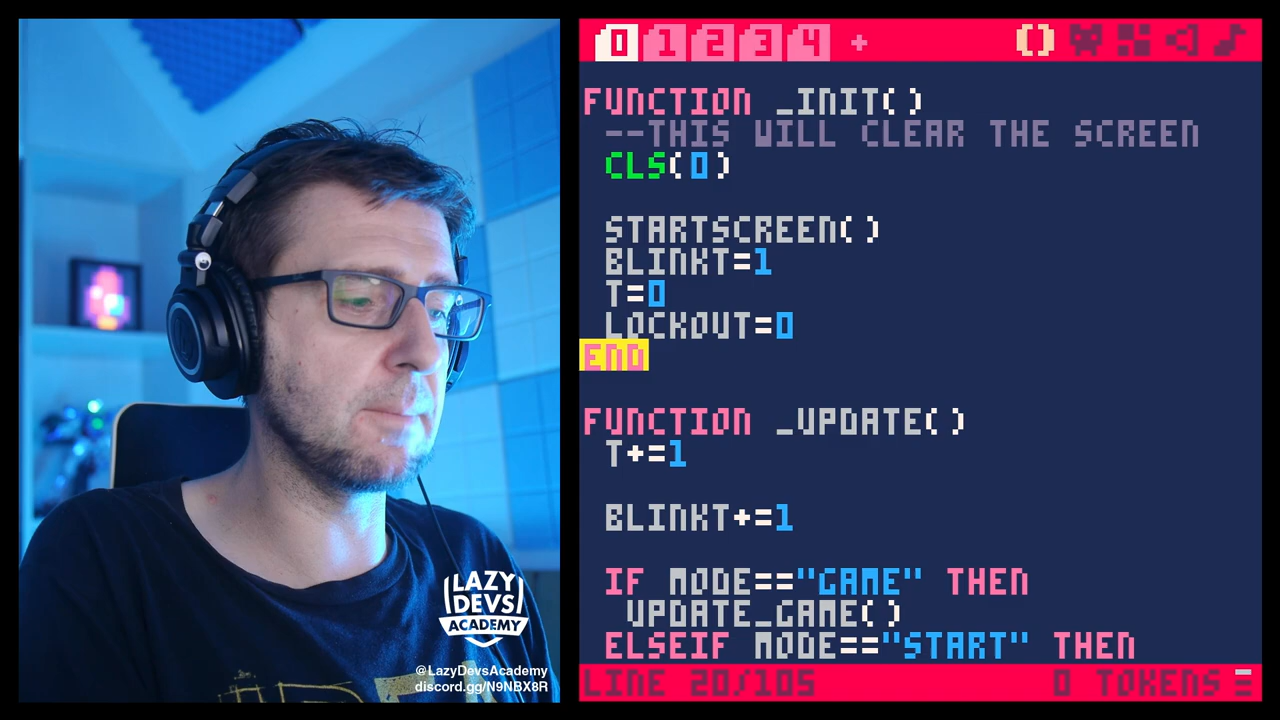 0 1 2 3 4 +
FUNCTION _INIT()
--THIS WILL CLEAR THE SCREEN
CLS(0)
STARTSCREEN()
BLINKT=1
T=0
LOCKOUT=0
END
FUNCTION _UPDATE()
T+=1
BLINKT+=1
IF MODE=="GAME" THEN
UPDATE_GAME()
ELSEIF MODE=="START" THEN
LINE 20/105 0 TOKENS
LAZY
DEVS
ACADEMY
@LazyDevsAcademy
discord.gg/N9NBX8R